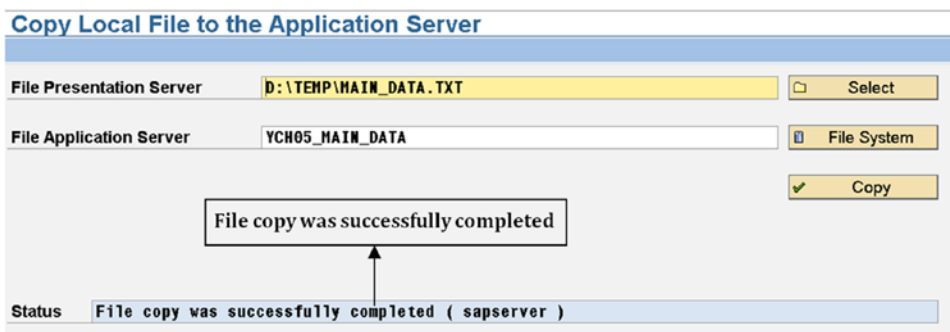 Copy Local File to the Application Server
File Presentation Server D:\TEMP\MAIN_DATA.TXT Select
File Application Server YCH05_MAIN_DATA File System
Copy
File copy was successfully completed
Status File copy was successfully completed ( sapserver )